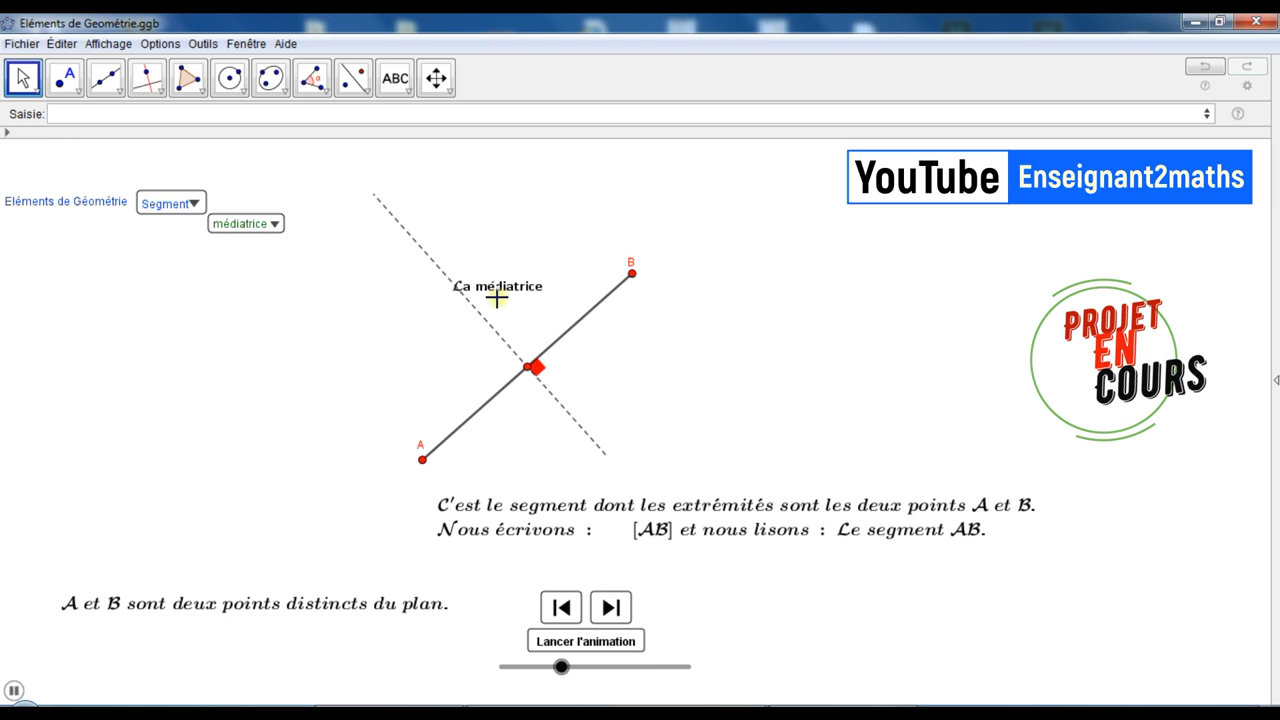 Eléments de Geométrie.ggb
Fichier Éditer Affichage Options Outils Fenêtre Aide
A
α
ABC
Saisie:
YouTube Enseignant2maths
Eléments de Géométrie Segment
médiatrice
B
La médiatrice
PROJET
EN
COURS
A
C'est le segment dont les extrémités sont les deux points A et B.
Nous écrivons : [AB] et nous lisons : Le segment AB.
A et B sont deux points distincts du plan.
Lancer l'animation